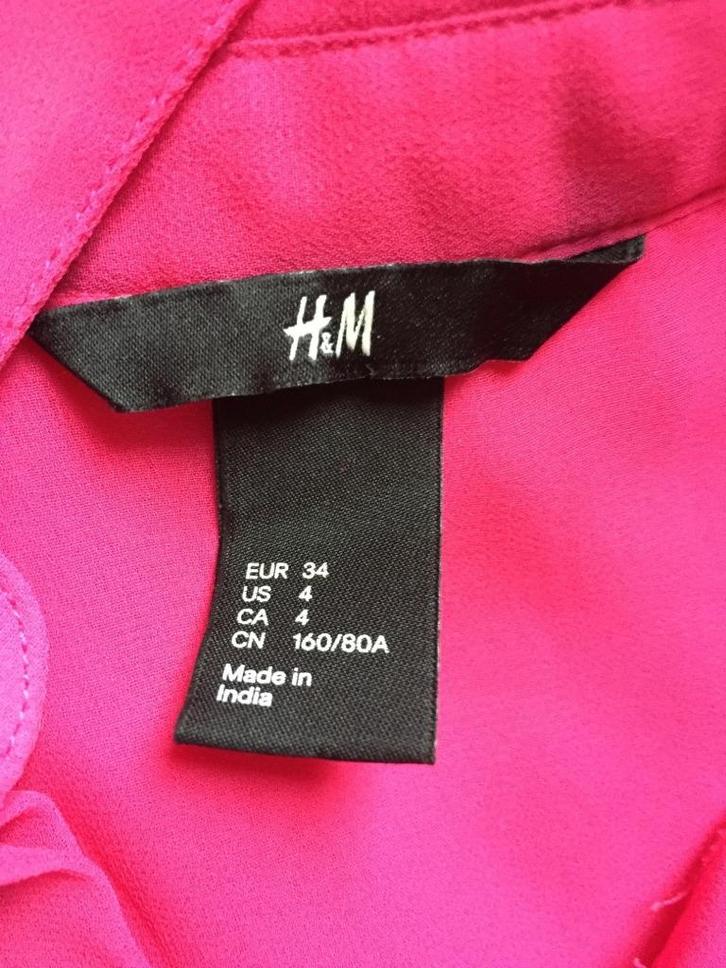 H&M
EUR 34
US 4
CA 4
CN 160/80A
Made in
India